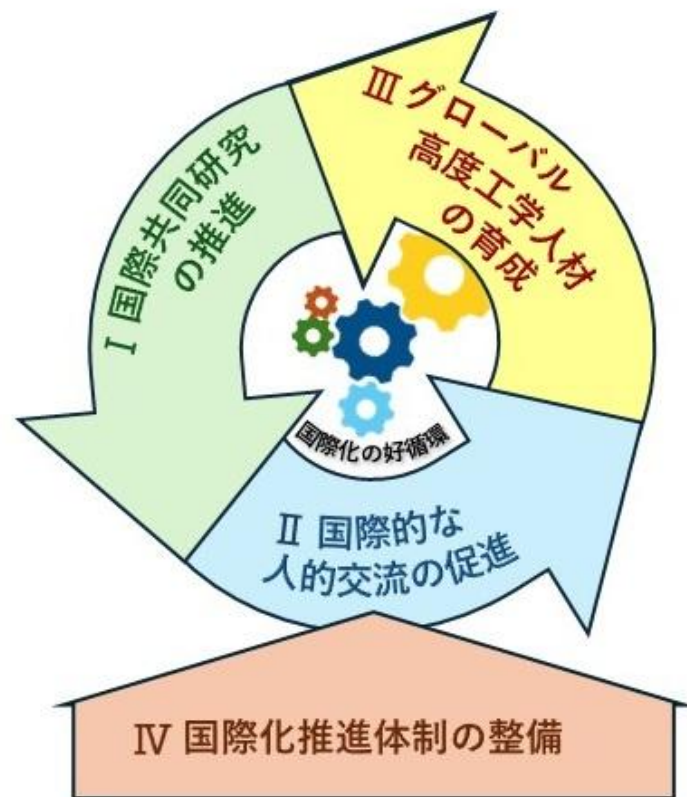 Ⅰ 国際共同研究
の推進
Ⅱ 国際的な
人的交流の促進
Ⅲ グローバル
高度工学人材
の育成
国際化の好循環
Ⅳ 国際化推進体制の整備